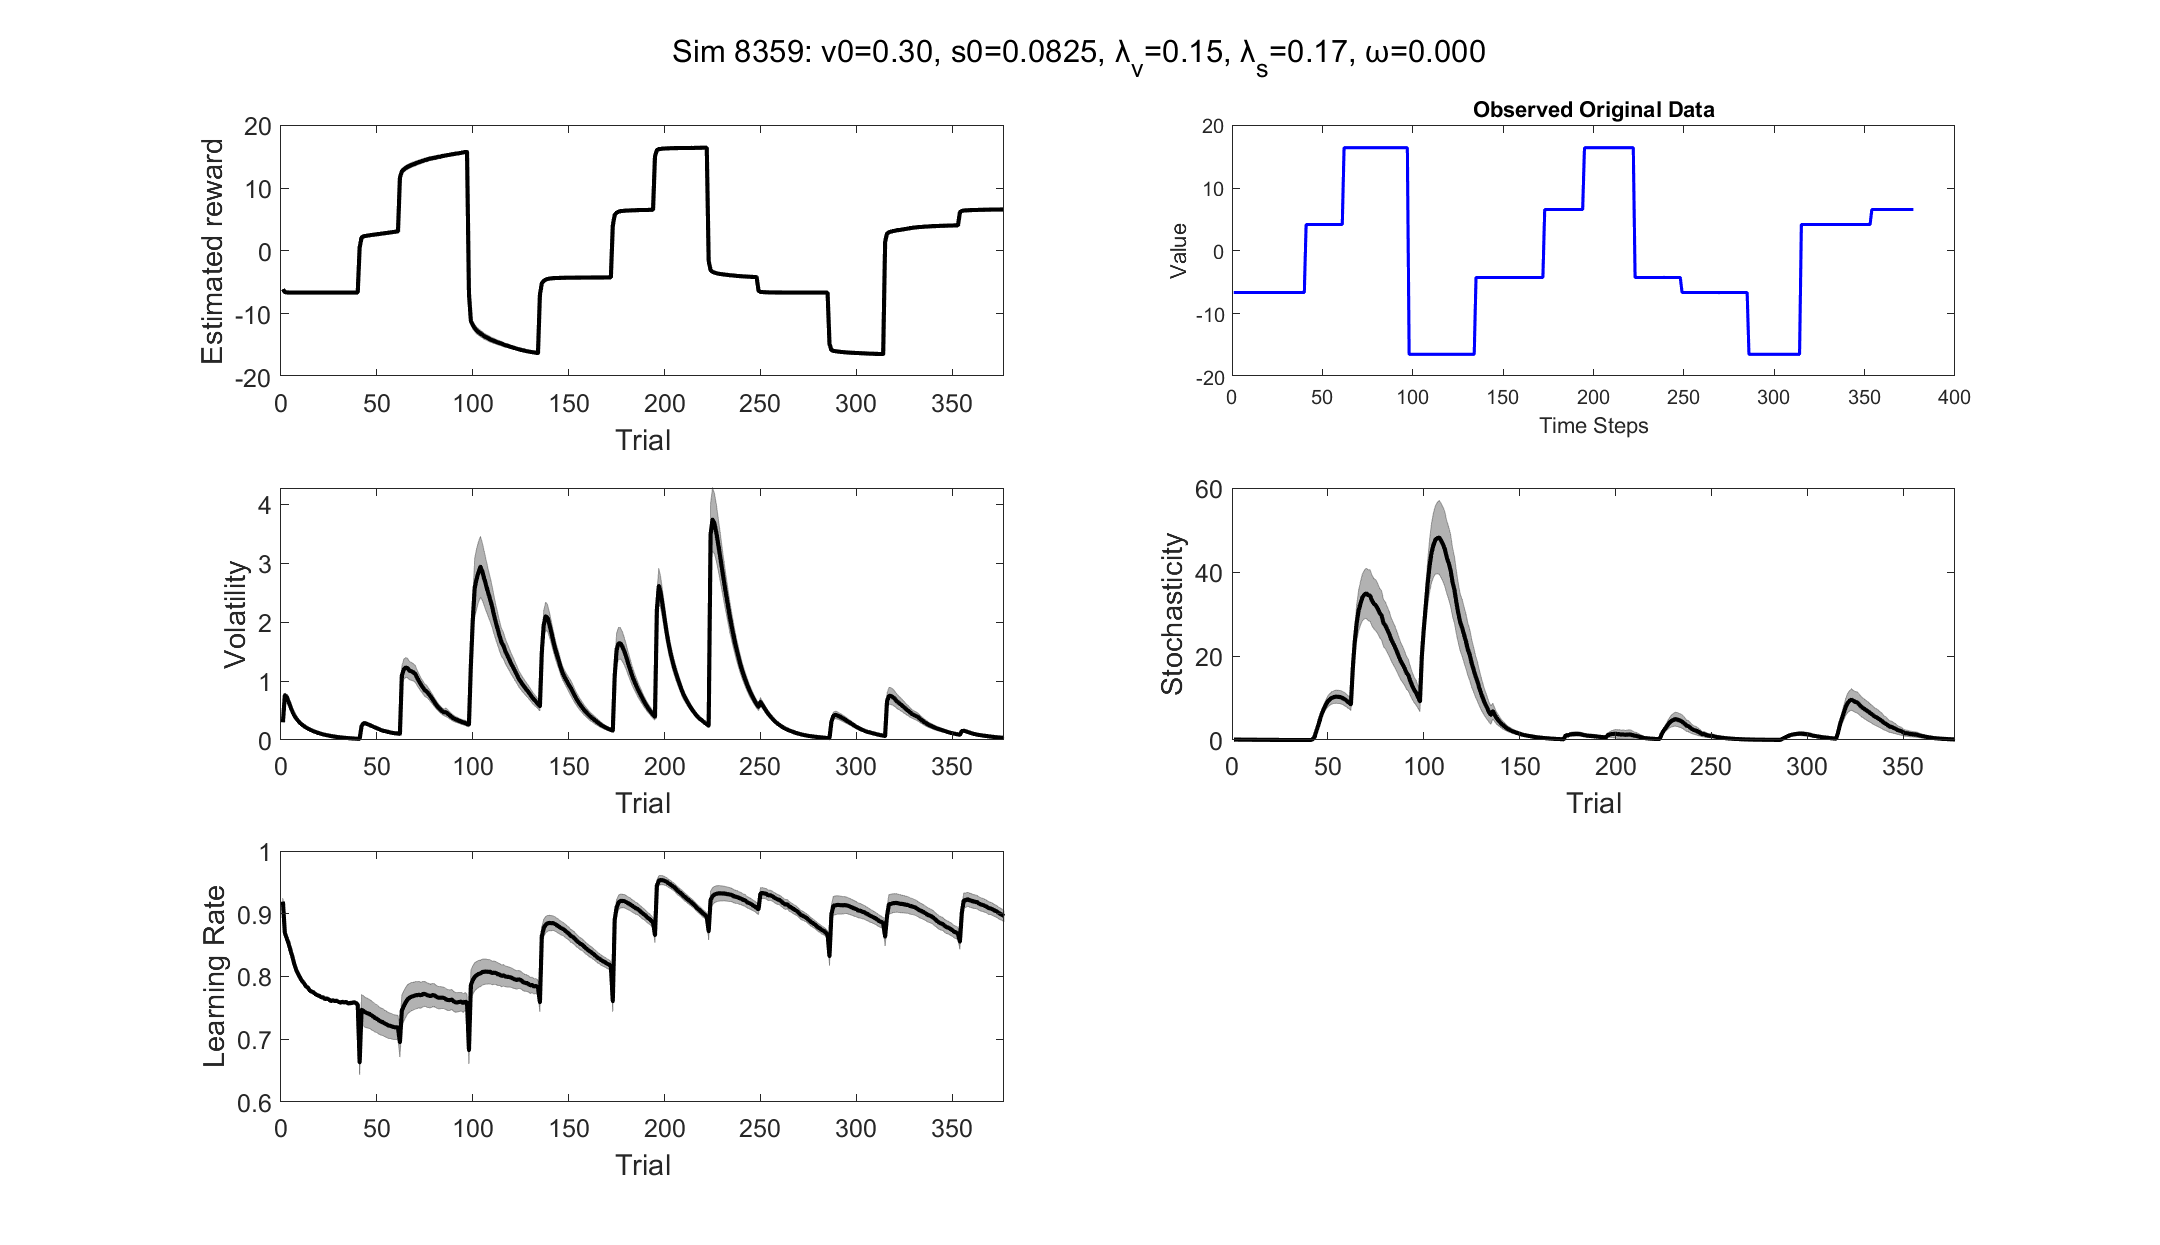 Sim 8359: v0=0.30, s0=0.0825, λ_v=0.15, λ_s=0.17, ω=0.000
20
10
0
-10
-20
0 50 100 150 200 250 300 350
Estimated reward
Trial
Observed Original Data
20
10
0
-10
-20
0 50 100 150 200 250 300 350 400
Value
Time Steps
4
3
2
1
0
0 50 100 150 200 250 300 350
Volatility
Trial
60
40
20
0
0 50 100 150 200 250 300 350
Stochasticity
Trial
1
0.9
0.8
0.7
0.6
0 50 100 150 200 250 300 350
Learning Rate
Trial